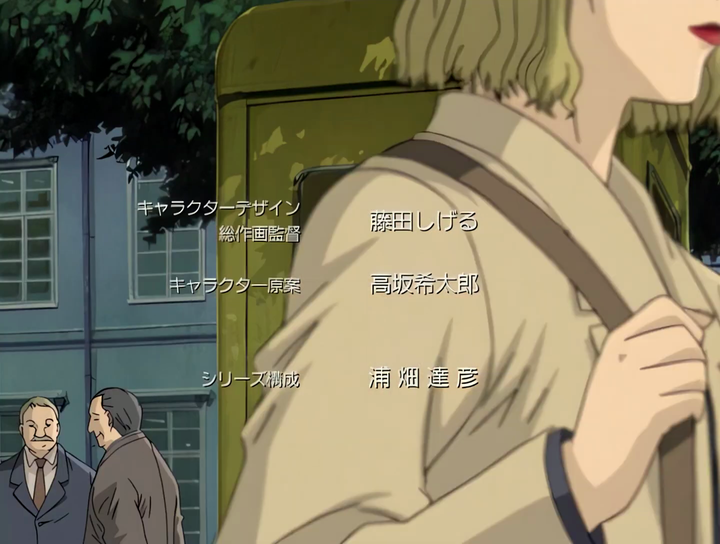 キャラクターデザイン
総作画監督 藤田しげる
キャラクター原案 高坂希太郎
シリーズ構成 浦畑達彦